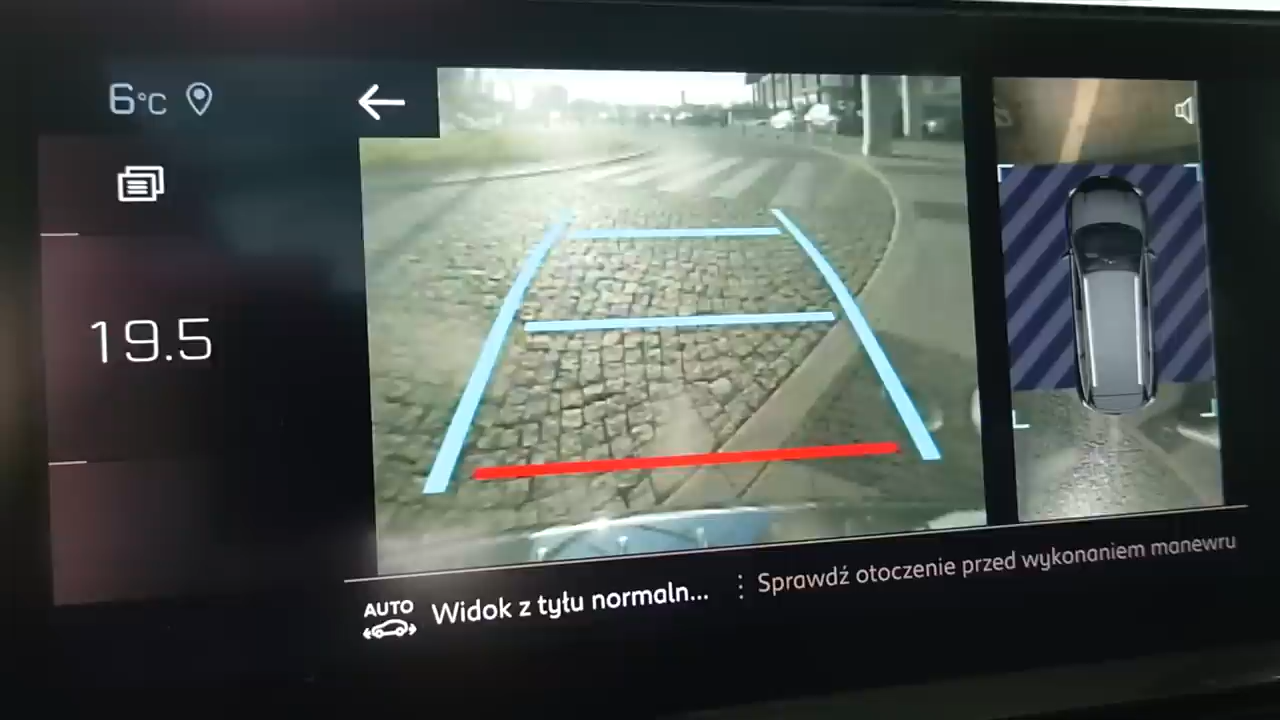 6°C
19.5
AUTO
Widok z tyłu normaln...
Sprawdź otoczenie przed wykonaniem manewru